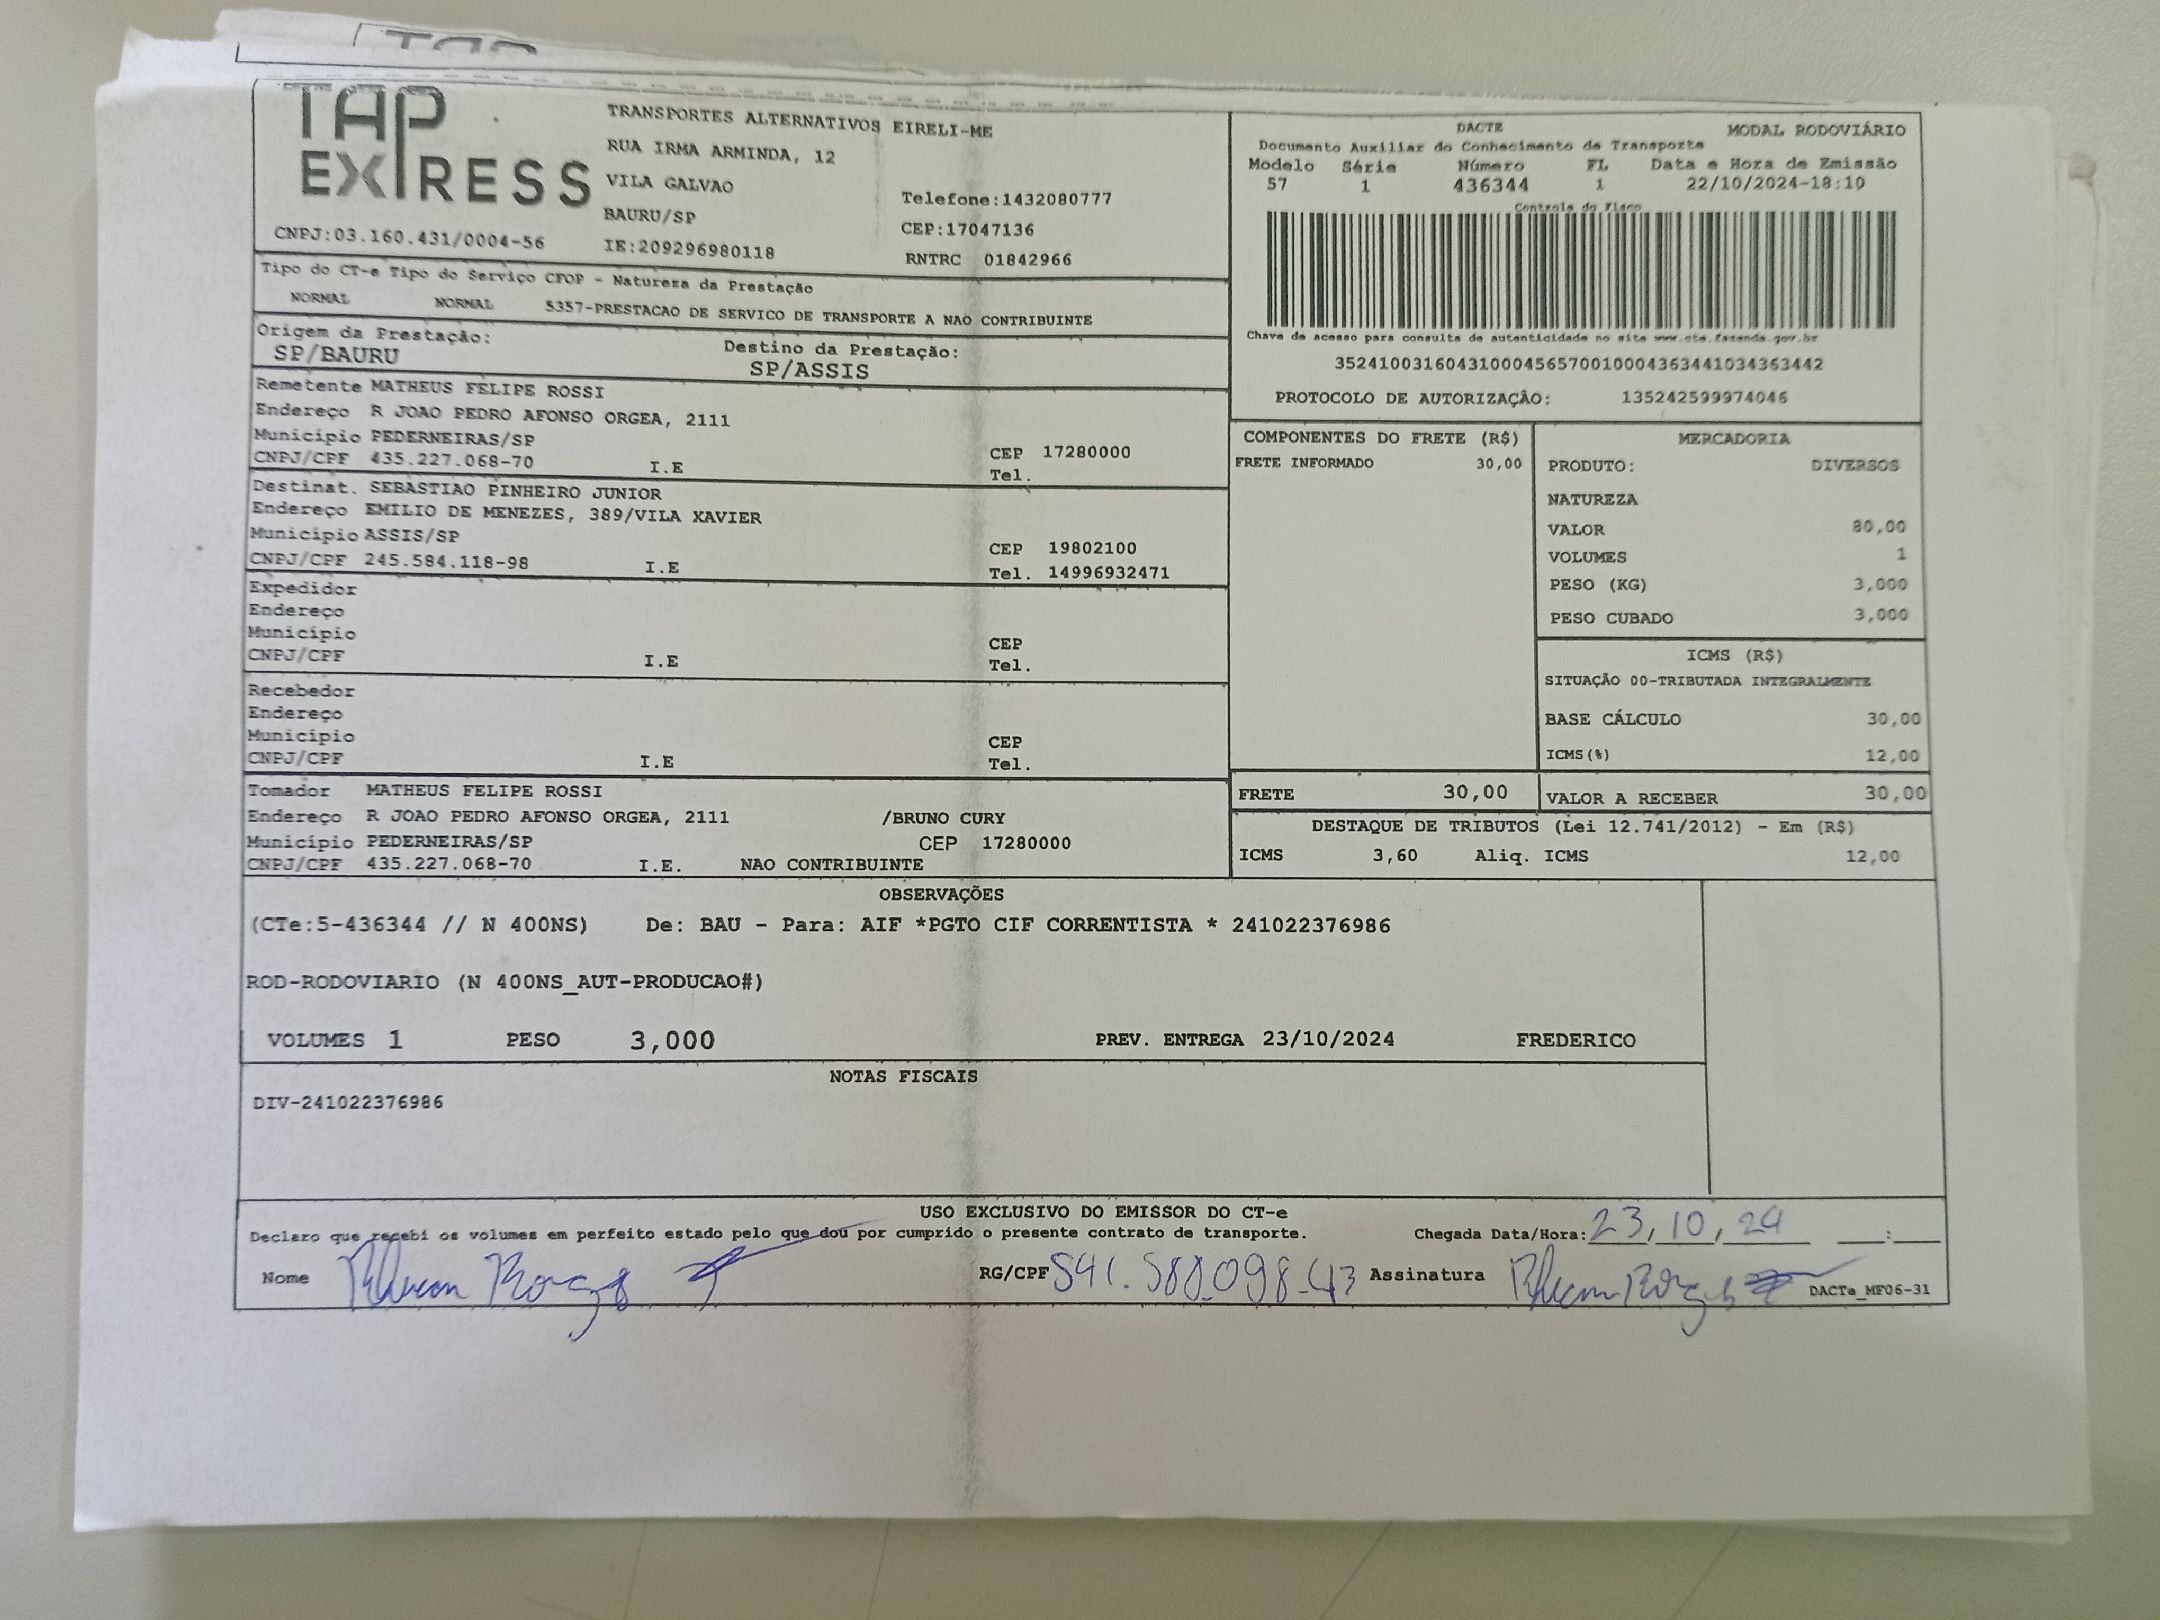 TAP
EXPRESS
TRANSPORTES ALTERNATIVOS EIRELI-ME
RUA IRMA ARMINDA, 12
VILA GALVAO
BAURU/SP
IE:209296980118
CNPJ:03.160.431/0004-56
Telefone:1432080777
CEP:17047136
RNTRC 01842966
DACTE MODAL RODOVIÁRIO
Documento Auxiliar do Conhecimento de Transporte
Modelo Série Número FL Data e Hora de Emissão
57 1 436344 1 22/10/2024-18:10
Controle do Fisco
Chave de acesso para consulta de autenticidade no site www.cte.fazenda.gov.br
35241003160431000456570010004363441034363442
PROTOCOLO DE AUTORIZAÇÃO: 135242599974046
Tipo do CT-e Tipo do Serviço CFOP - Natureza da Prestação
NORMAL NORMAL 5357-PRESTACAO DE SERVICO DE TRANSPORTE A NAO CONTRIBUINTE
Origem da Prestação: Destino da Prestação:
SP/BAURU SP/ASSIS
Remetente MATHEUS FELIPE ROSSI
Endereço R JOAO PEDRO AFONSO ORGEA, 2111
Município PEDERNEIRAS/SP CEP 17280000
CNPJ/CPF 435.227.068-70 I.E Tel.
Destinat. SEBASTIAO PINHEIRO JUNIOR
Endereço EMILIO DE MENEZES, 389/VILA XAVIER
Município ASSIS/SP CEP 19802100
CNPJ/CPF 245.584.118-98 I.E Tel. 14996932471
Expedidor
Endereço
Município CEP
CNPJ/CPF I.E Tel.
Recebedor
Endereço
Município CEP
CNPJ/CPF I.E Tel.
Tomador MATHEUS FELIPE ROSSI
Endereço R JOAO PEDRO AFONSO ORGEA, 2111 /BRUNO CURY
Município PEDERNEIRAS/SP CEP 17280000
CNPJ/CPF 435.227.068-70 I.E. NAO CONTRIBUINTE
COMPONENTES DO FRETE (R$)
FRETE INFORMADO 30,00
MERCADORIA
PRODUTO: DIVERSOS
NATUREZA
VALOR 80,00
VOLUMES 1
PESO (KG) 3,000
PESO CUBADO 3,000
ICMS (R$)
SITUAÇÃO 00-TRIBUTADA INTEGRALMENTE
BASE CÁLCULO 30,00
ICMS(%) 12,00
FRETE 30,00 VALOR A RECEBER 30,00
DESTAQUE DE TRIBUTOS (Lei 12.741/2012) - Em (R$)
ICMS 3,60 Aliq. ICMS 12,00
OBSERVAÇÕES
(CTe:5-436344 // N 400NS) De: BAU - Para: AIF *PGTO CIF CORRENTISTA * 241022376986
ROD-RODOVIARIO (N 400NS_AUT-PRODUCAO#)
VOLUMES 1 PESO 3,000 PREV. ENTREGA 23/10/2024 FREDERICO
NOTAS FISCAIS
DIV-241022376986
USO EXCLUSIVO DO EMISSOR DO CT-e
Declaro que recebi os volumes em perfeito estado pelo que dou por cumprido o presente contrato de transporte. Chegada Data/Hora: 23,10,24 ____:____
Nome RG/CPF 541.588.098-43 Assinatura DACTe_MF06-31